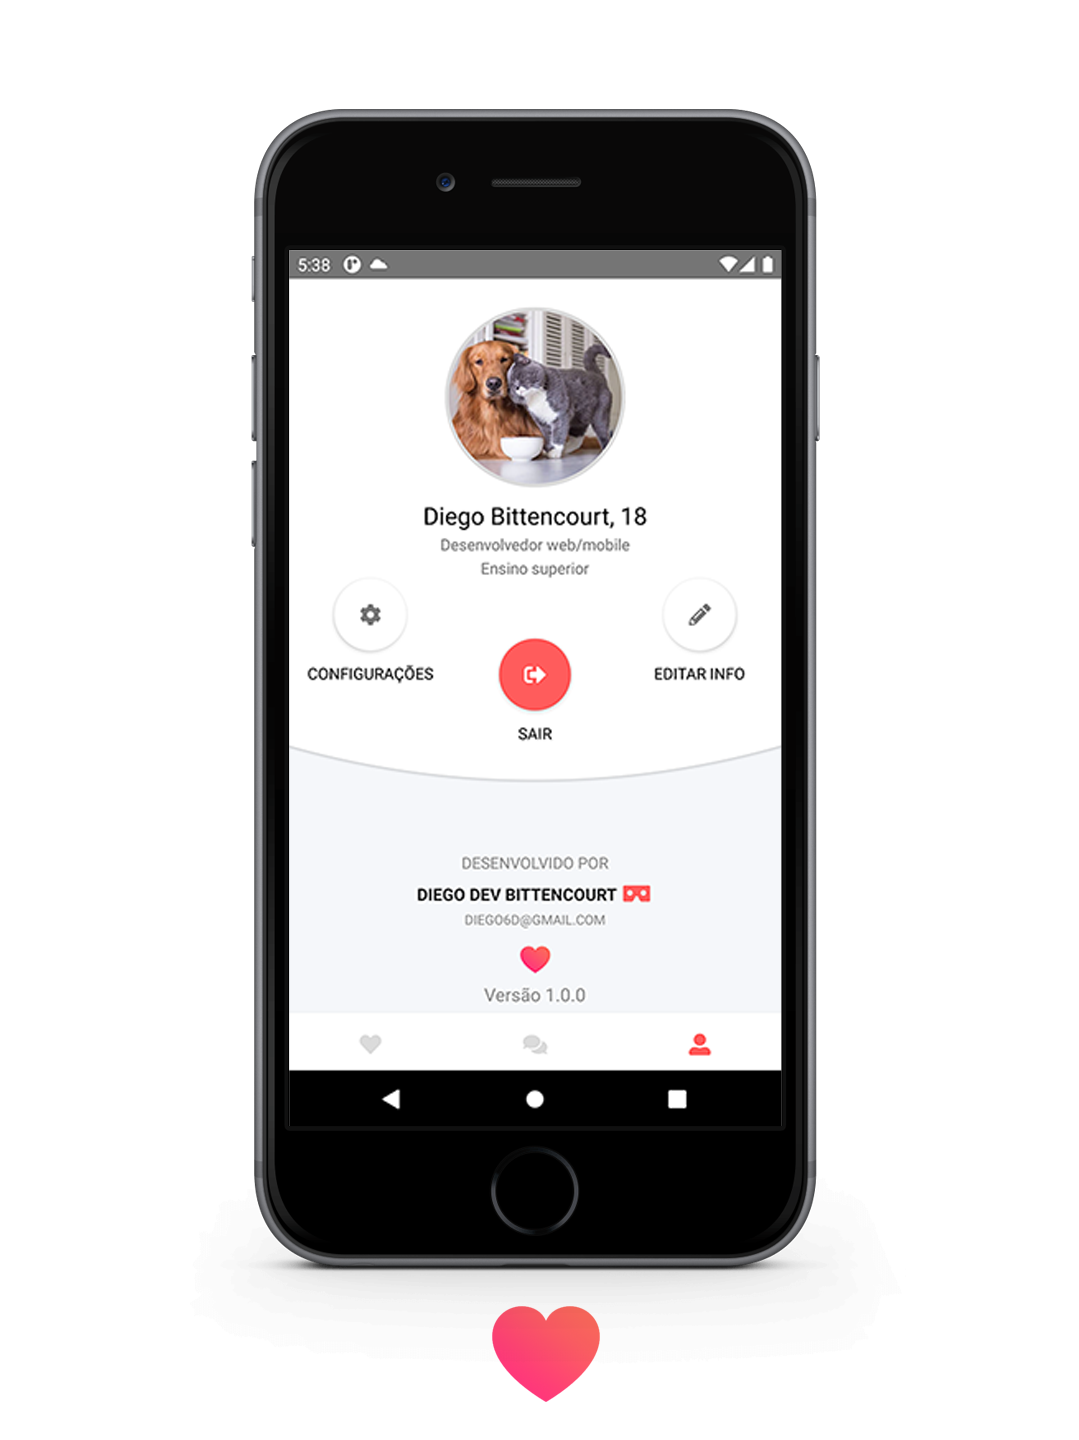 5:38
Diego Bittencourt, 18
Desenvolvedor web/mobile
Ensino superior
CONFIGURAÇÕES
EDITAR INFO
SAIR
DESENVOLVIDO POR
DIEGO DEV BITTENCOURT
DIEGO6D@GMAIL.COM
Versão 1.0.0